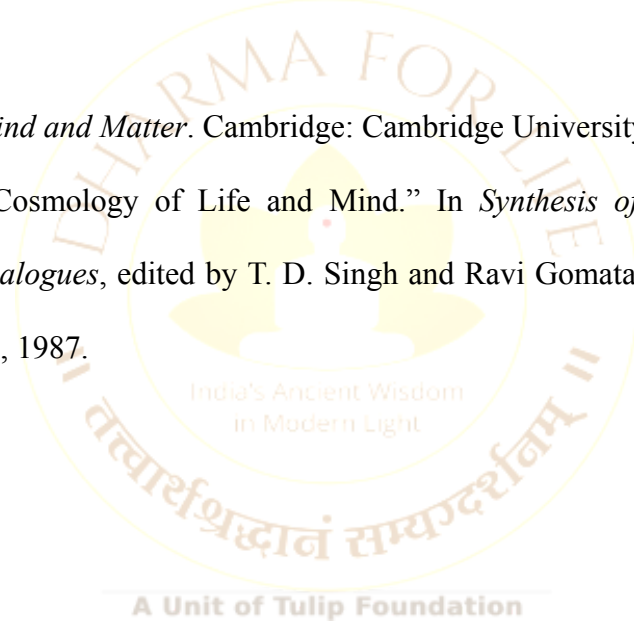 DHARMA FOR LIFE
ind and Matter. Cambridge: Cambridge University
Cosmology of Life and Mind.” In Synthesis of
alogues, edited by T. D. Singh and Ravi Gomata
, 1987.
India's Ancient Wisdom
in Modern Light
॥ तत्त्वार्थश्रद्धानं सम्यग्दर्शनम् ॥
A Unit of Tulip Foundation